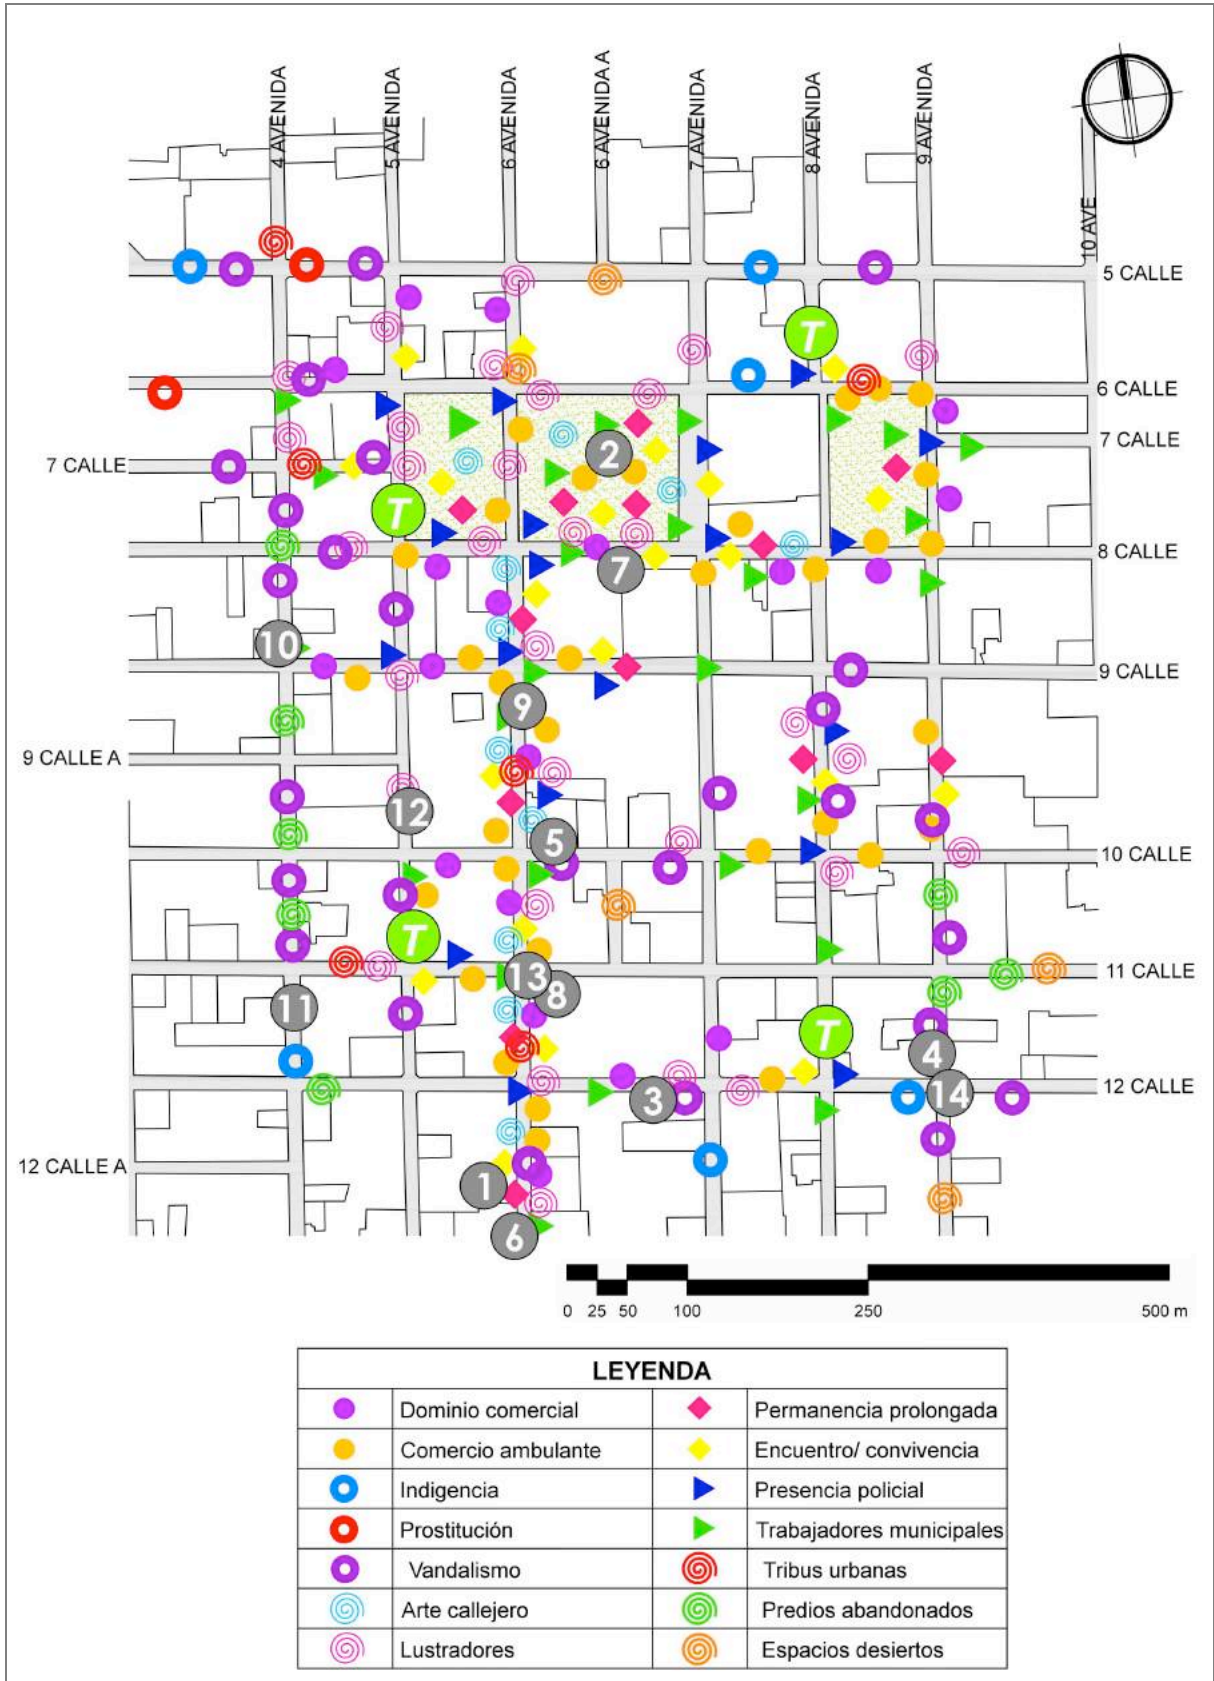 4 AVENIDA
5 AVENIDA
6 AVENIDA
6 AVENIDA A
7 AVENIDA
8 AVENIDA
9 AVENIDA
10 AVE
5 CALLE
T
6 CALLE
7 CALLE
2
7 CALLE
T
8 CALLE
7
10
9 CALLE
9
9 CALLE A
12
5
10 CALLE
T
13
11 CALLE
8
11
T
4
12 CALLE
3
14
12 CALLE A
1
6
0 25 50 100 250 500 m
LEYENDA
Dominio comercial Permanencia prolongada
Comercio ambulante Encuentro/ convivencia
Indigencia Presencia policial
Prostitución Trabajadores municipales
Vandalismo Tribus urbanas
Arte callejero Predios abandonados
Lustradores Espacios desiertos